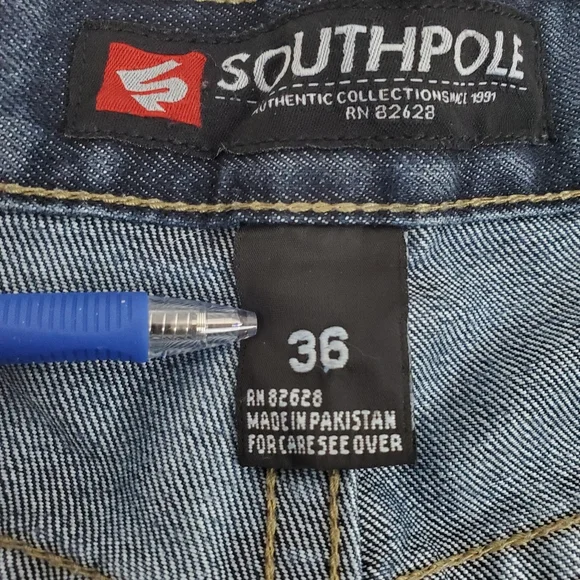 SOUTHPOLE
AUTHENTIC COLLECTION SINCE 1991
RN 82628
36
RN 82628
MADE IN PAKISTAN
FOR CARE SEE OVER